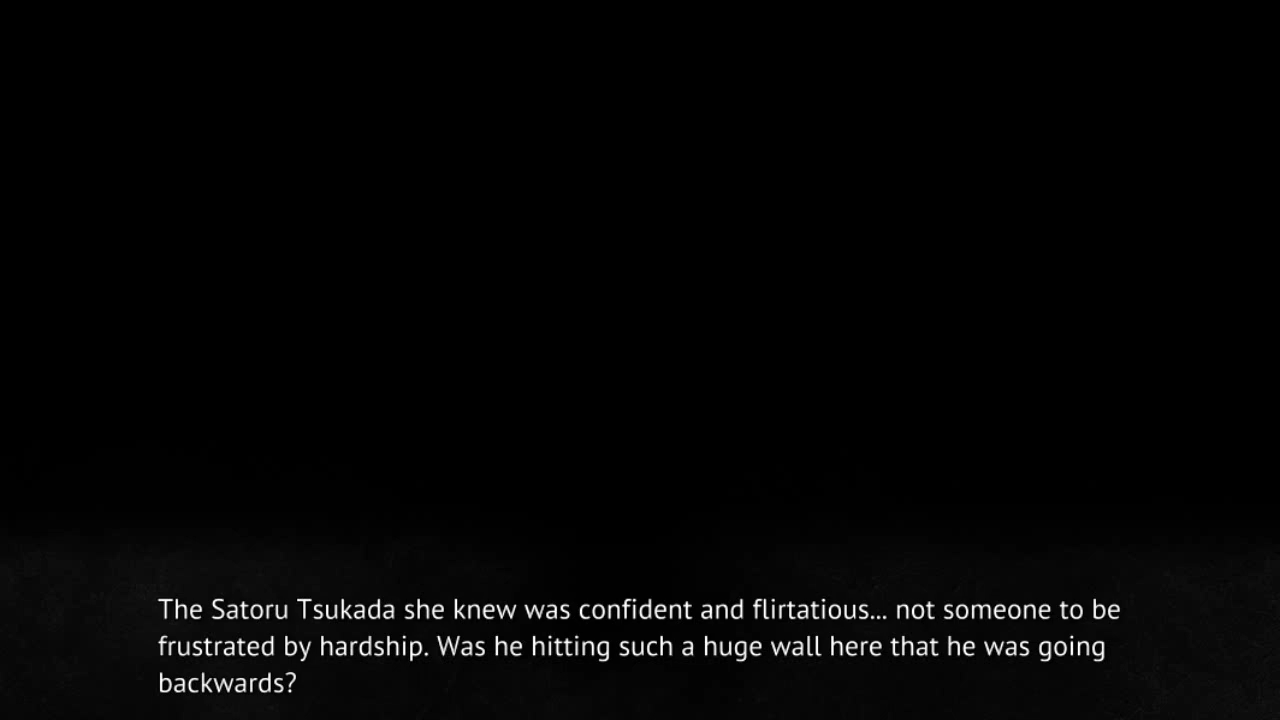 The Satoru Tsukada she knew was confident and flirtatious... not someone to be
frustrated by hardship. Was he hitting such a huge wall here that he was going
backwards?